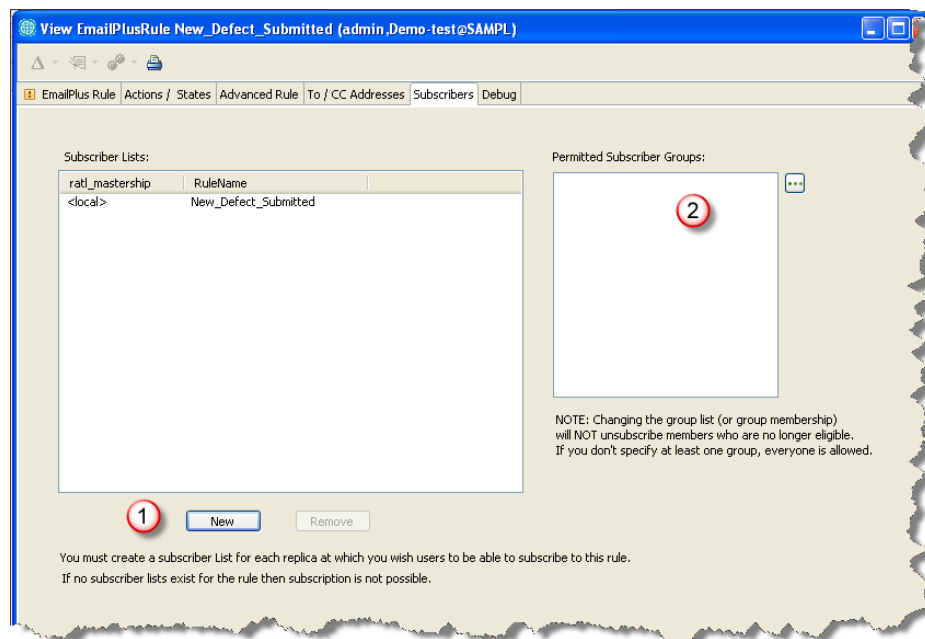 View EmailPlusRule New_Defect_Submitted (admin,Demo-test@SAMPL)
EmailPlus Rule Actions / States Advanced Rule To / CC Addresses Subscribers Debug
Subscriber Lists:
Permitted Subscriber Groups:
ratl_mastership RuleName
<local> New_Defect_Submitted
2
NOTE: Changing the group list (or group membership)
will NOT unsubscribe members who are no longer eligible.
If you don't specify at least one group, everyone is allowed.
1
New Remove
You must create a subscriber List for each replica at which you wish users to be able to subscribe to this rule.
If no subscriber lists exist for the rule then subscription is not possible.